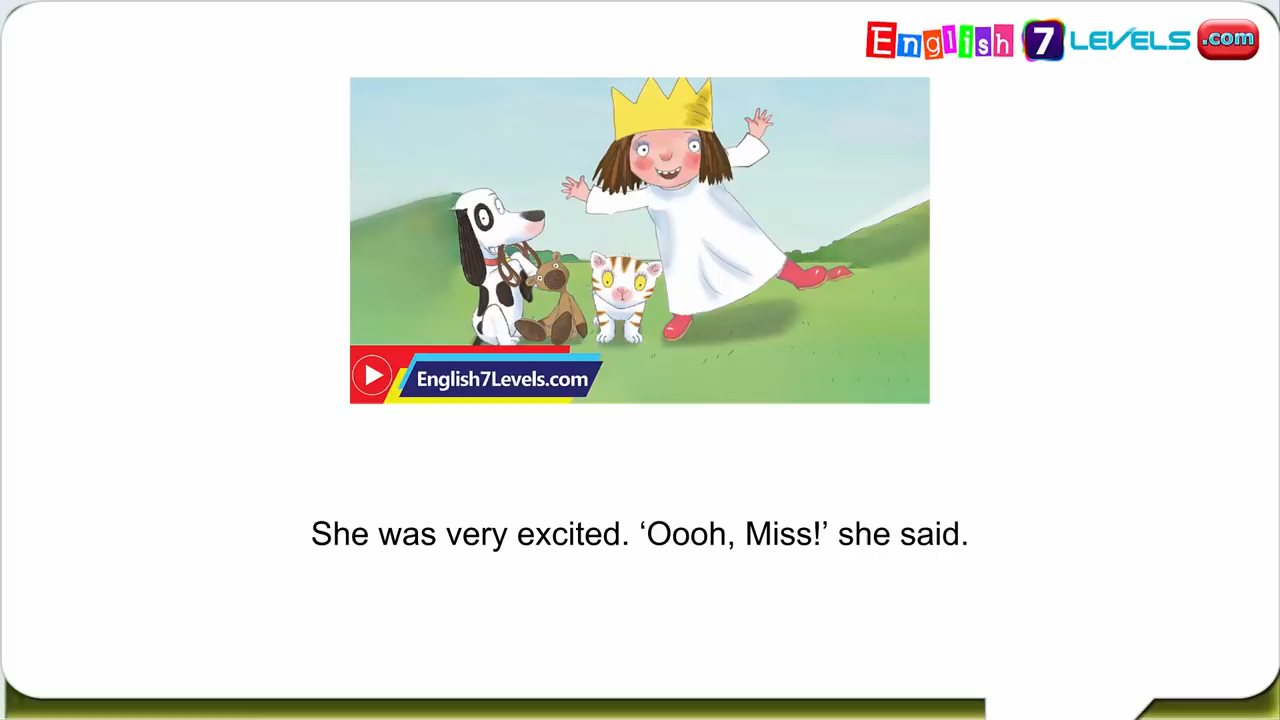 English 7 LEVELS .com
English7Levels.com
She was very excited. ‘Oooh, Miss!’ she said.